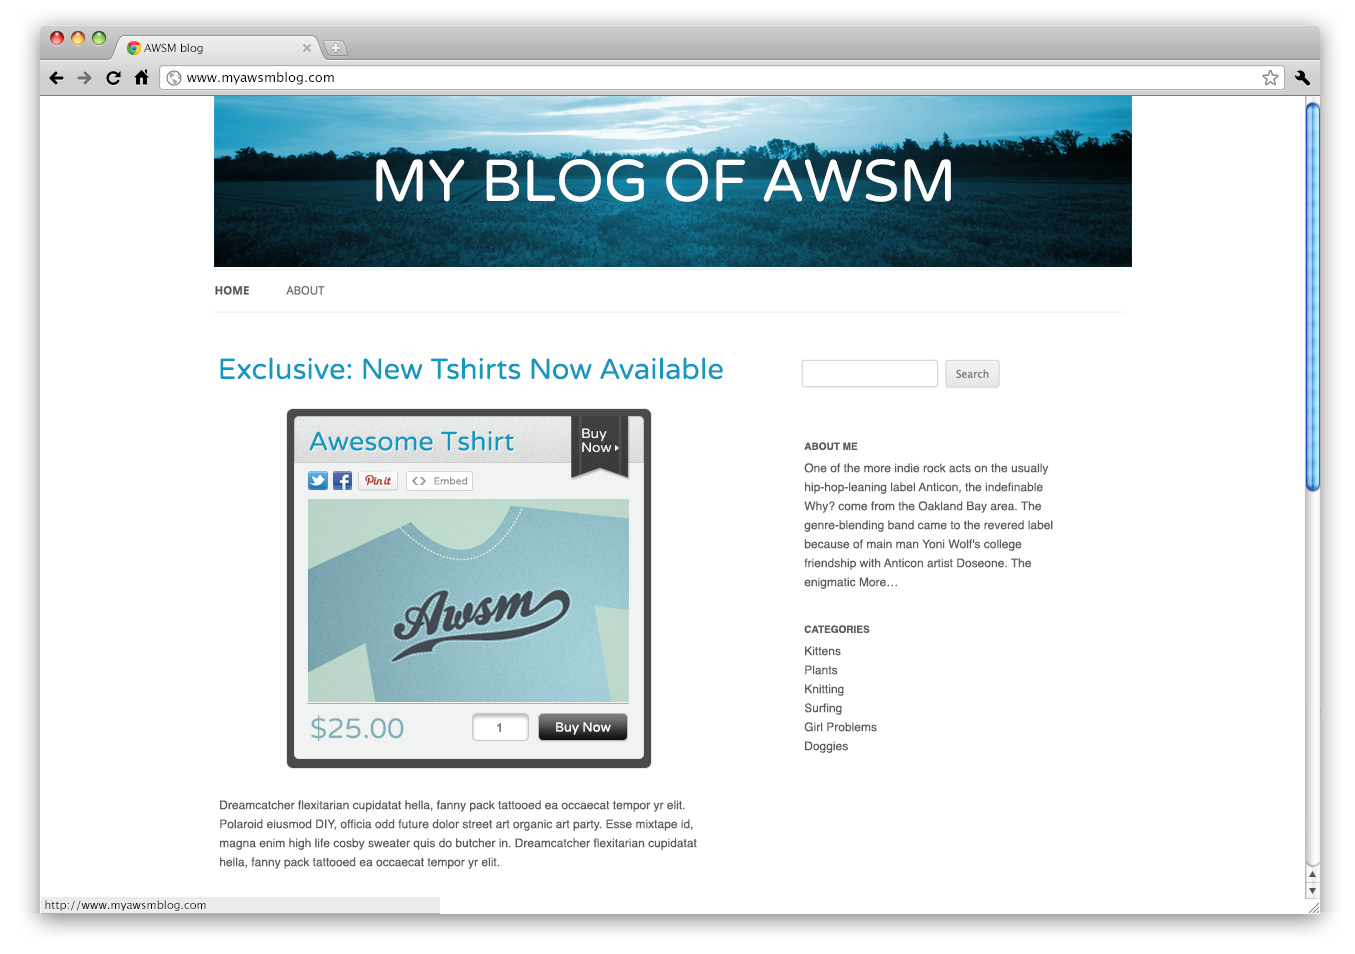 AWSM blog
www.myawsmblog.com
MY BLOG OF AWSM
HOME ABOUT
Exclusive: New Tshirts Now Available
Awesome Tshirt
Buy
Now
Pin it
Embed
Awsm
$25.00
1
Buy Now
Dreamcatcher flexitarian cupidatat hella, fanny pack tattooed ea occaecat tempor yr elit.
Polaroid eiusmod DIY, officia odd future dolor street art organic art party. Esse mixtape id,
magna enim high life cosby sweater quis do butcher in. Dreamcatcher flexitarian cupidatat
hella, fanny pack tattooed ea occaecat tempor yr elit.
Search
ABOUT ME
One of the more indie rock acts on the usually
hip-hop-leaning label Anticon, the indefinable
Why? come from the Oakland Bay area. The
genre-blending band came to the revered label
because of main man Yoni Wolf's college
friendship with Anticon artist Doseone. The
enigmatic More…
CATEGORIES
Kittens
Plants
Knitting
Surfing
Girl Problems
Doggies
http://www.myawsmblog.com